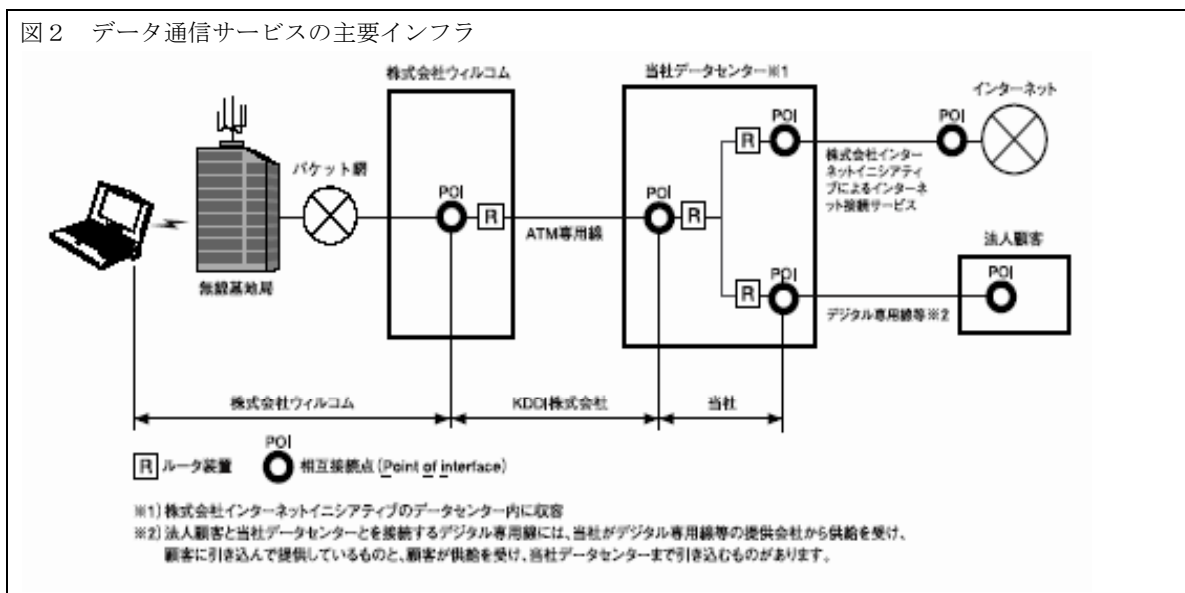 図2 データ通信サービスの主要インフラ
株式会社ウィルコム
当社データセンター※1
インターネット
POI
POI
R
パケット網
株式会社インター
ネットイニシアティ
ブによるインターネ
ット接続サービス
POI
R
ATM専用線
POI
R
法人顧客
POI
無線基地局
R
POI
デジタル専用線等※2
株式会社ウィルコム
KDDI株式会社
当社
R ルータ装置
POI
相互接続点(Point of interface)
※1)株式会社インターネットイニシアティブのデータセンター内に収容
※2)法人顧客と当社データセンターとを接続するデジタル専用線には、当社がデジタル専用線等の提供会社から供給を受け、
顧客に引き込んで提供しているものと、顧客が供給を受け、当社データセンターまで引き込むものがあります。